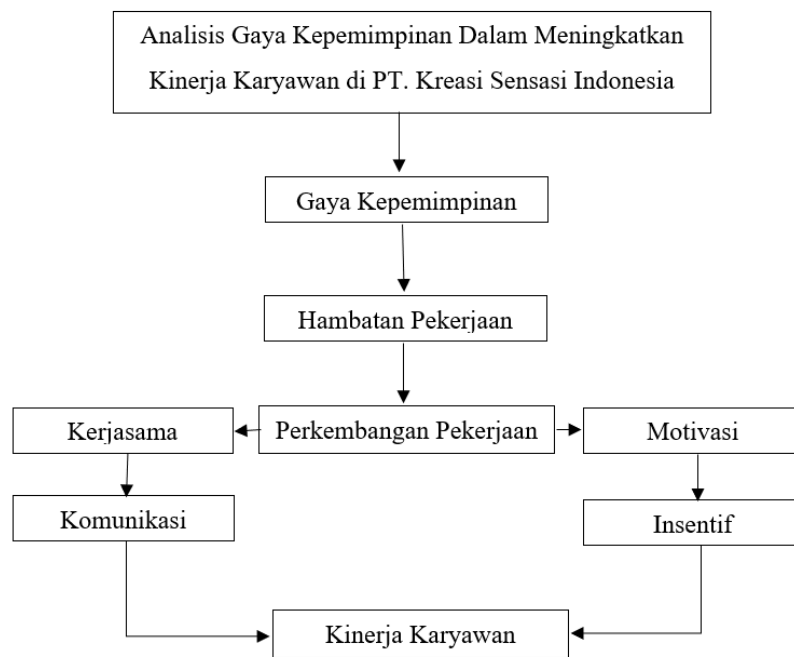 Analisis Gaya Kepemimpinan Dalam Meningkatkan
Kinerja Karyawan di PT. Kreasi Sensasi Indonesia
Gaya Kepemimpinan
Hambatan Pekerjaan
Kerjasama
Perkembangan Pekerjaan
Motivasi
Komunikasi
Insentif
Kinerja Karyawan